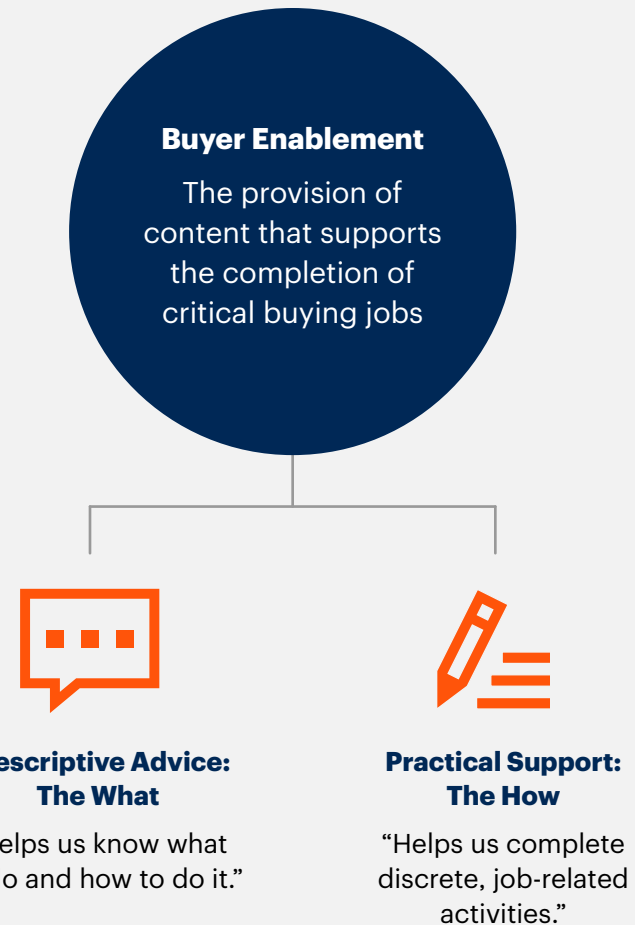 Buyer Enablement
The provision of
content that supports
the completion of
critical buying jobs
escriptive Advice:
The What
elps us know what
o and how to do it.”
Practical Support:
The How
“Helps us complete
discrete, job-related
activities.”